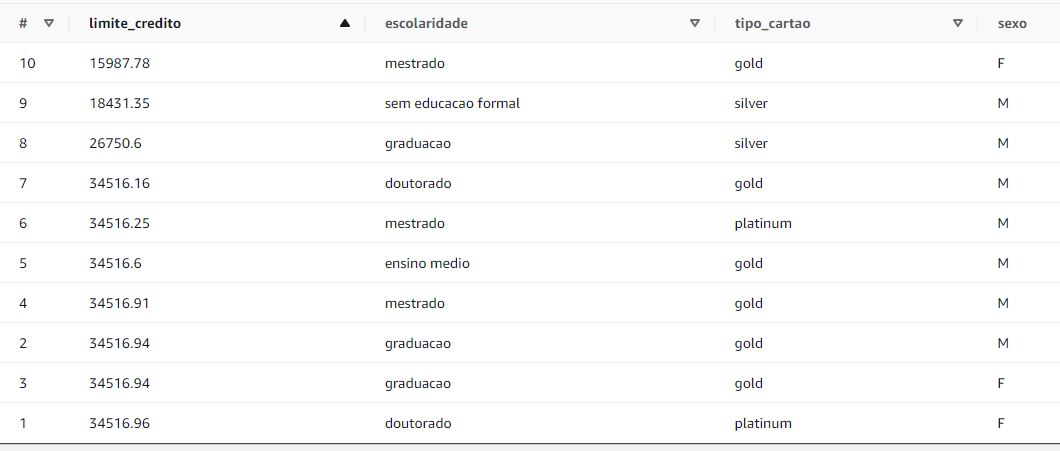 # limite_credito escolaridade tipo_cartao sexo
10 15987.78 mestrado gold F
9 18431.35 sem educacao formal silver M
8 26750.6 graduacao silver M
7 34516.16 doutorado gold M
6 34516.25 mestrado platinum M
5 34516.6 ensino medio gold M
4 34516.91 mestrado gold M
2 34516.94 graduacao gold M
3 34516.94 graduacao gold F
1 34516.96 doutorado platinum F